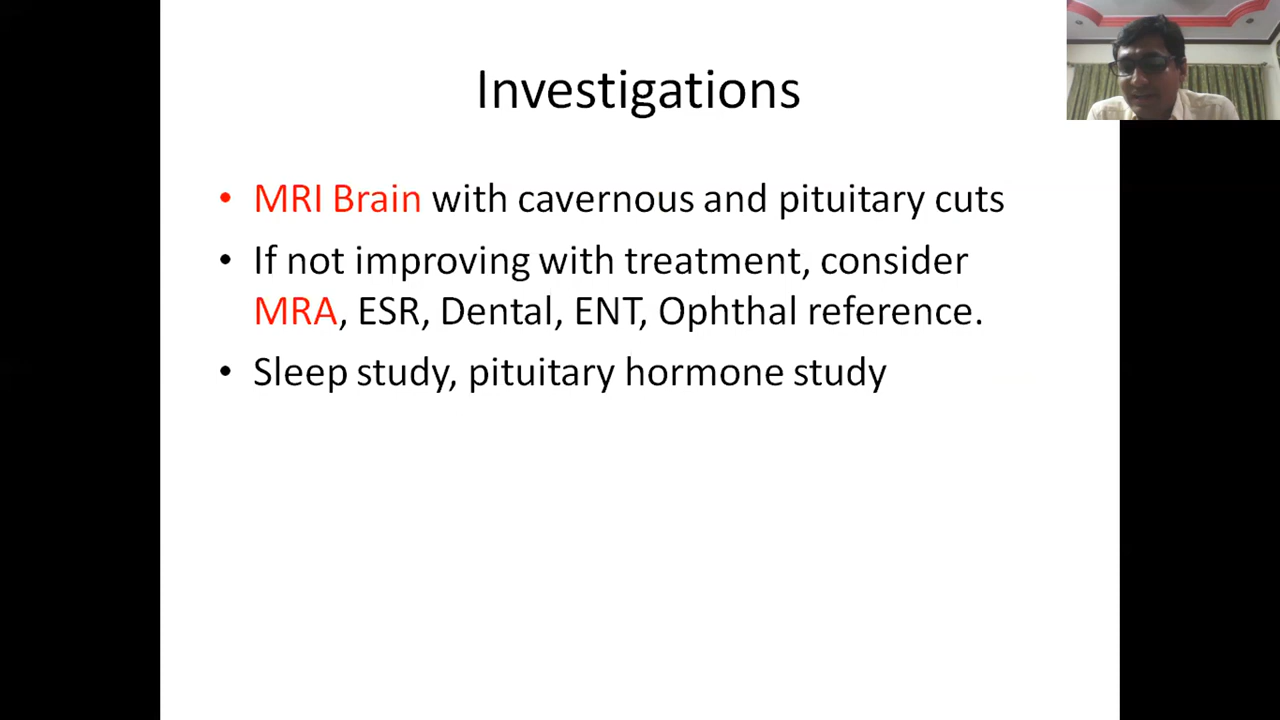 Investigations
• MRI Brain with cavernous and pituitary cuts
• If not improving with treatment, consider
MRA, ESR, Dental, ENT, Ophthal reference.
• Sleep study, pituitary hormone study